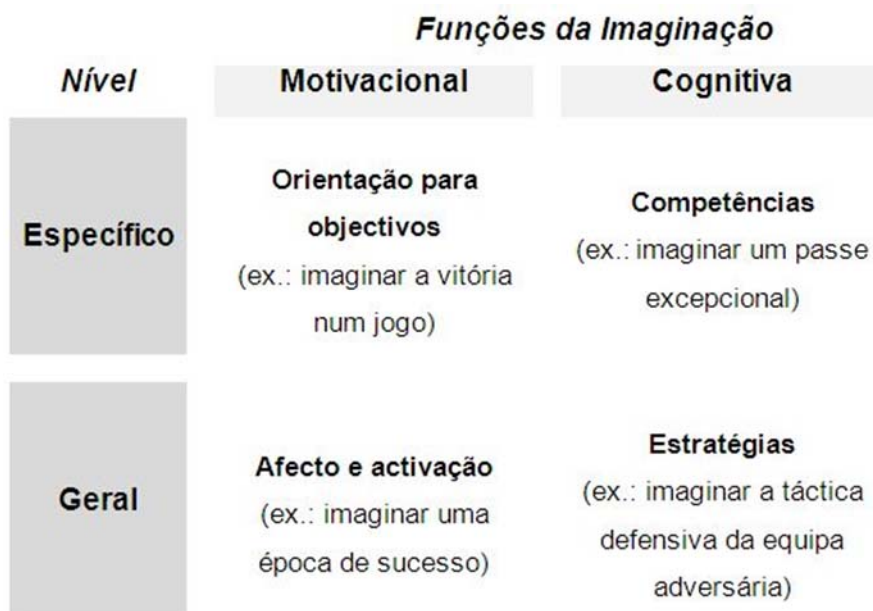 Funções da Imaginação
Nível
Motivacional
Cognitiva
Específico
Orientação para
objectivos
(ex.: imaginar a vitória
num jogo)
Competências
(ex.: imaginar um passe
excepcional)
Geral
Afecto e activação
(ex.: imaginar uma
época de sucesso)
Estratégias
(ex.: imaginar a táctica
defensiva da equipa
adversária)